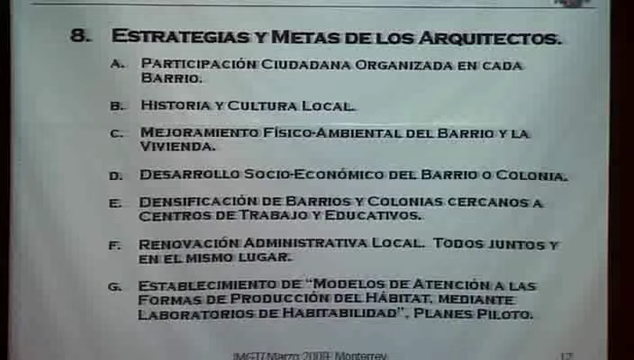 8. ESTRATEGIAS Y METAS DE LOS ARQUITECTOS.
A. PARTICIPACIÓN CIUDADANA ORGANIZADA EN CADA
BARRIO.
B. HISTORIA Y CULTURA LOCAL.
C. MEJORAMIENTO FÍSICO-AMBIENTAL DEL BARRIO Y LA
VIVIENDA.
D. DESARROLLO SOCIO-ECONÓMICO DEL BARRIO O COLONIA.
E. DENSIFICACIÓN DE BARRIOS Y COLONIAS CERCANOS A
CENTROS DE TRABAJO Y EDUCATIVOS.
F. RENOVACIÓN ADMINISTRATIVA LOCAL. TODOS JUNTOS Y
EN EL MISMO LUGAR.
G. ESTABLECIMIENTO DE “MODELOS DE ATENCIÓN A LAS
FORMAS DE PRODUCCIÓN DEL HÁBITAT, MEDIANTE
LABORATORIOS DE HABITABILIDAD”, PLANES PILOTO.
Marzo 2009 Monterrey